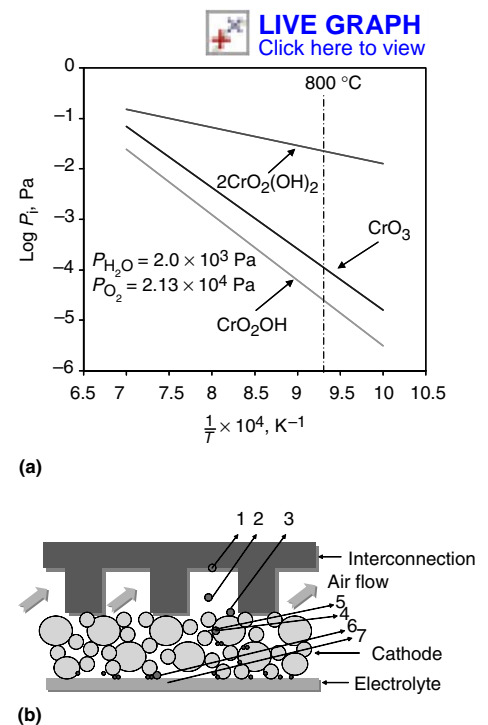 LIVE GRAPH
Click here to view
0
–1
–2
–3
–4
–5
–6
Log Pi, Pa
800 °C
2CrO2(OH)2
CrO3
PH2O = 2.0 × 10³ Pa
PO2 = 2.13 × 10⁴ Pa
CrO2OH
6.5 7 7.5 8 8.5 9 9.5 10 10.5
1/T × 10⁴, K⁻¹
(a)
1 2 3
Interconnection
Air flow
5
4
6
7
Cathode
Electrolyte
(b)